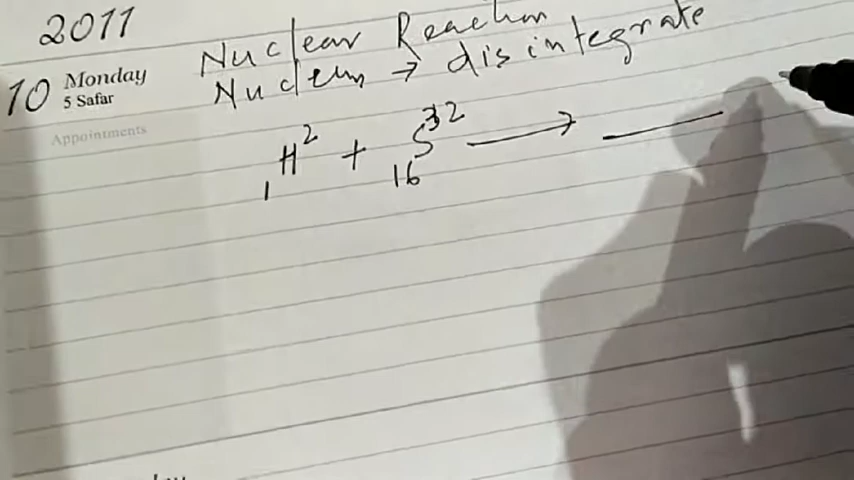 2011
Nuclear Reaction
10 Monday
5 Safar
Nucleus → disintegrate
Appointments
₁H² + ₁₆S³² ⟶ ____